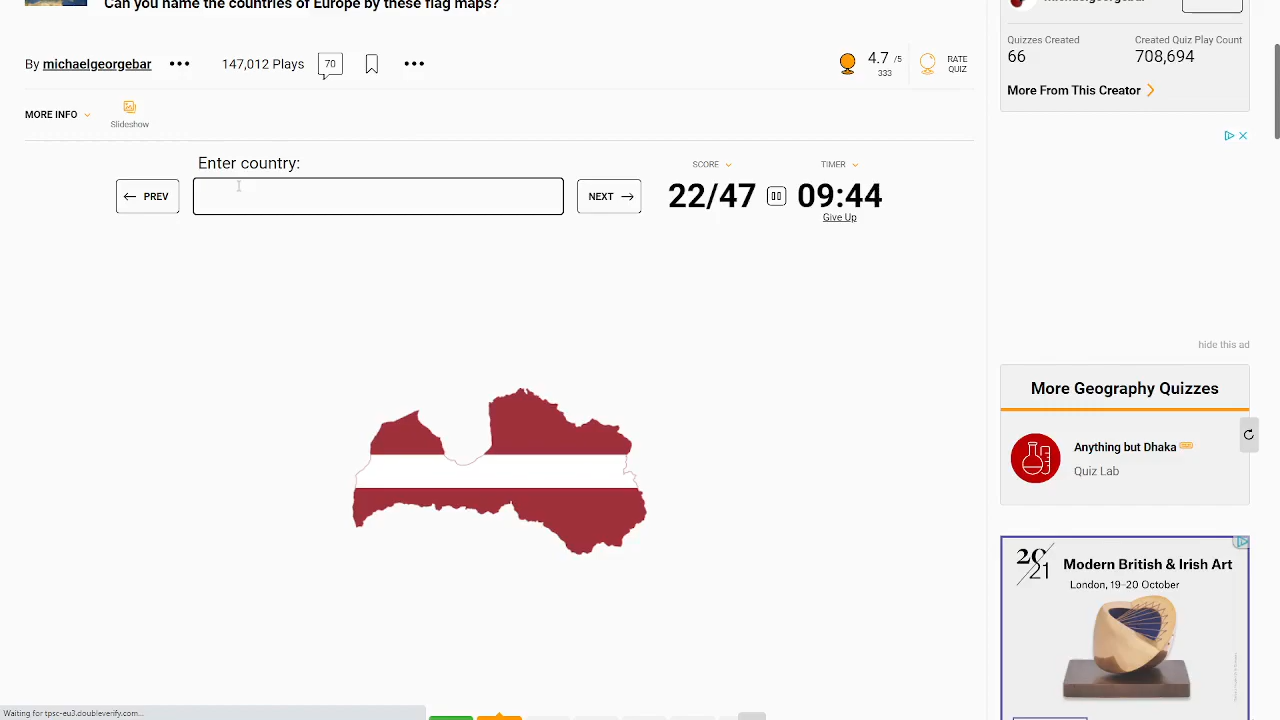 Can you name the countries of Europe by these flag maps?
By michaelgeorgebar ••• 147,012 Plays 70 •••
4.7 /5
333
RATE
QUIZ
MORE INFO
Slideshow
Enter country:
← PREV
NEXT →
SCORE
22/47
TIMER
09:44
Give Up
Quizzes Created
66
Created Quiz Play Count
708,694
More From This Creator
hide this ad
More Geography Quizzes
Anything but Dhaka
Quiz Lab
20/21
Modern British & Irish Art
London, 19–20 October
Waiting for tpsc-eu3.doubleverify.com...